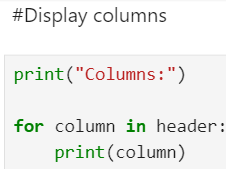 #Display columns
print("Columns:")
for column in header:
    print(column)